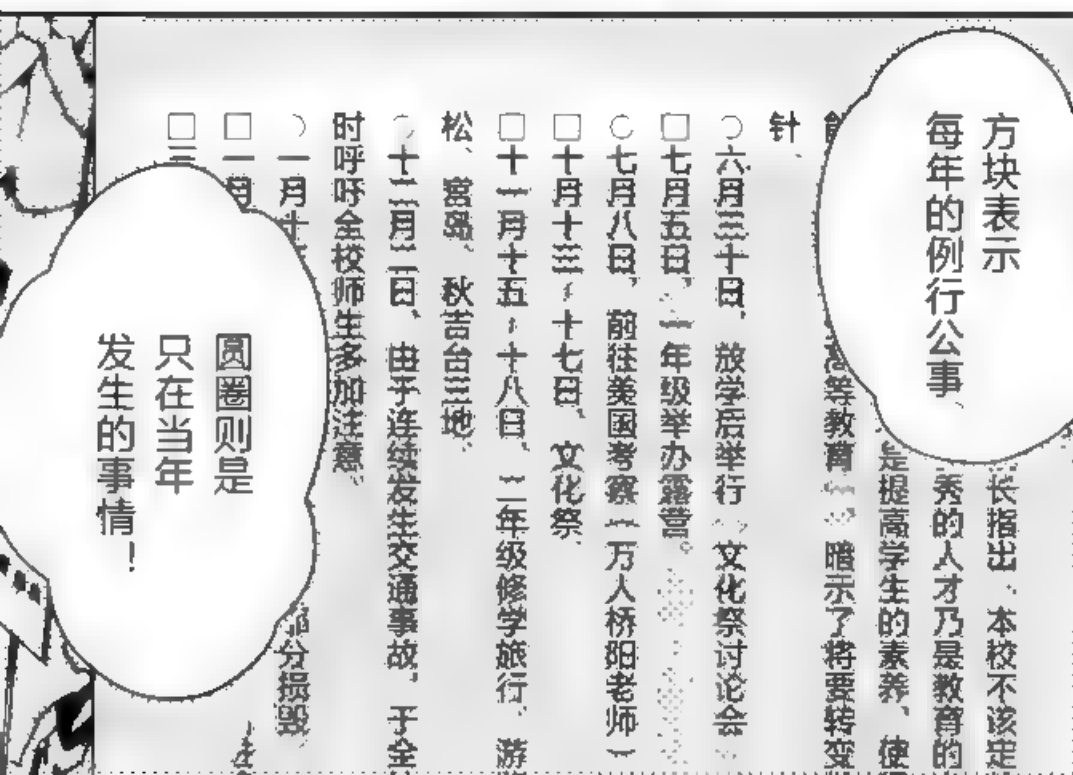 方块表示
每年的例行公事、
长指出、本校不该定
秀的人才乃是教育的
是提高学生的素养、使
等教育 暗示了将要转变
针、
○六月三十日、放学后举行 文化祭讨论会
□七月五日、一年级举办露营。
○七月八日、前往美国考察(万人桥阳老师)
□十月十三~十七日、文化祭、
□十一月十五~十八日、二年级修学旅行、游
松、宫岛、秋吉台三地、
○十二月二日、由于连续发生交通事故、于全
时呼吁全校师生多加注意
○一月十
部分损毁、
□一月
□三
圆圈则是
只在当年
发生的事情!